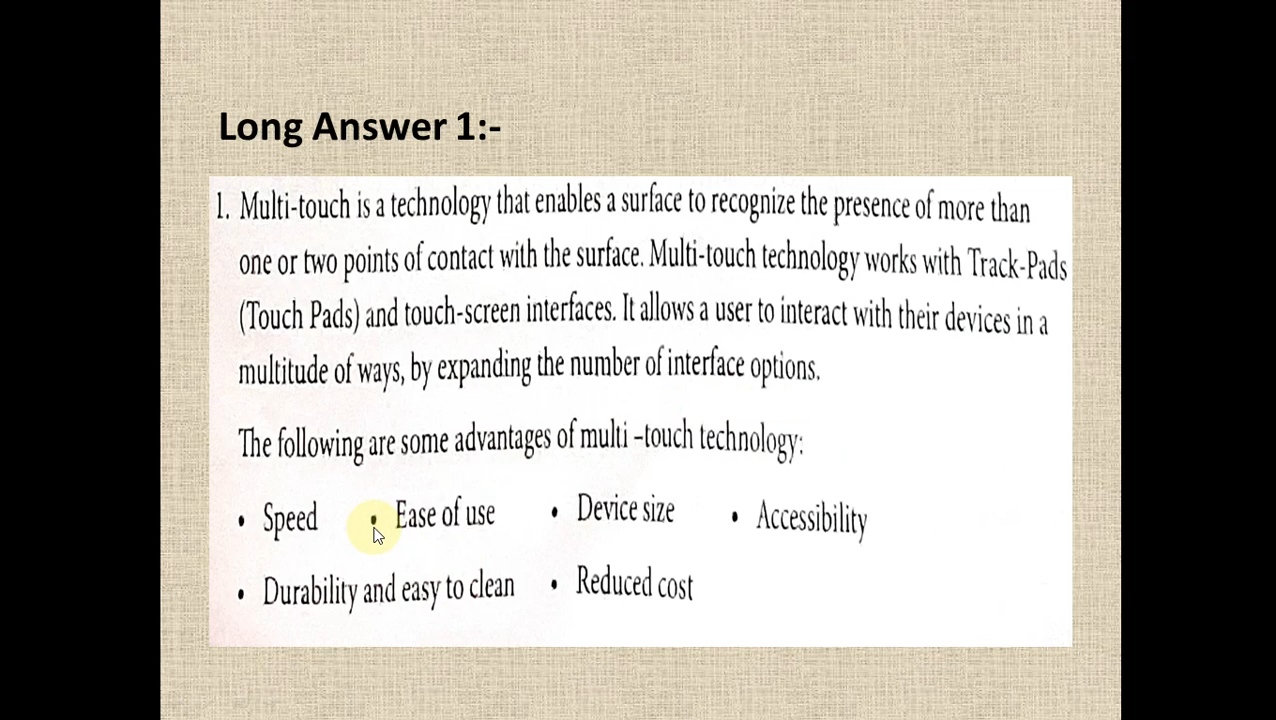 Long Answer 1:-
1. Multi-touch is a technology that enables a surface to recognize the presence of more than
one or two points of contact with the surface. Multi-touch technology works with Track-Pads
(Touch Pads) and touch-screen interfaces. It allows a user to interact with their devices in a
multitude of ways, by expanding the number of interface options.
The following are some advantages of multi –touch technology:
• Speed • Ease of use • Device size • Accessibility
• Durability and easy to clean • Reduced cost